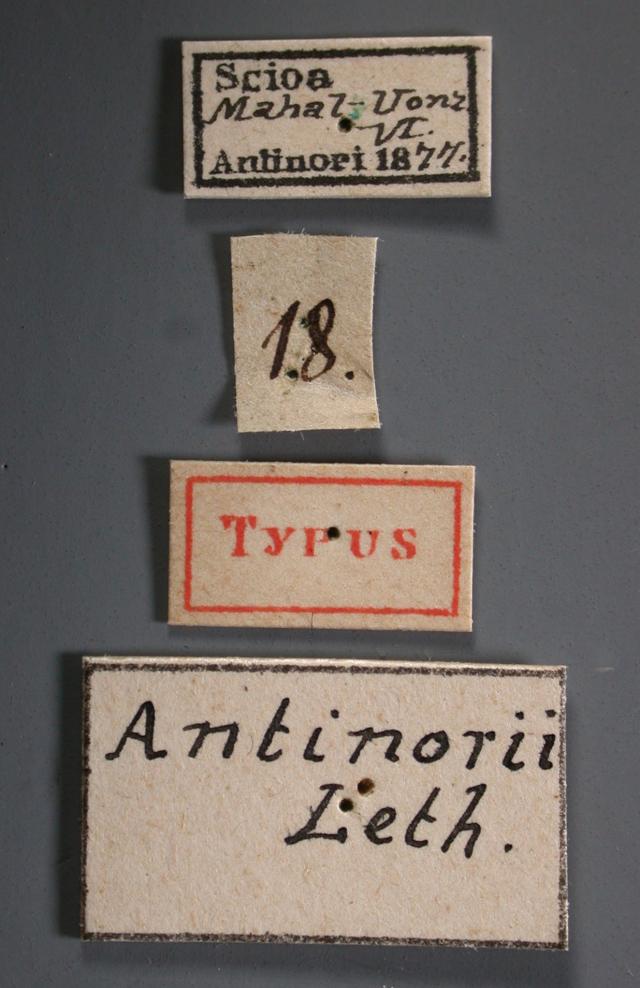 Scioa
Mahal-Uonz
VI.
Antinori 1877.
18.
TYPUS
Antinorii
Leth.